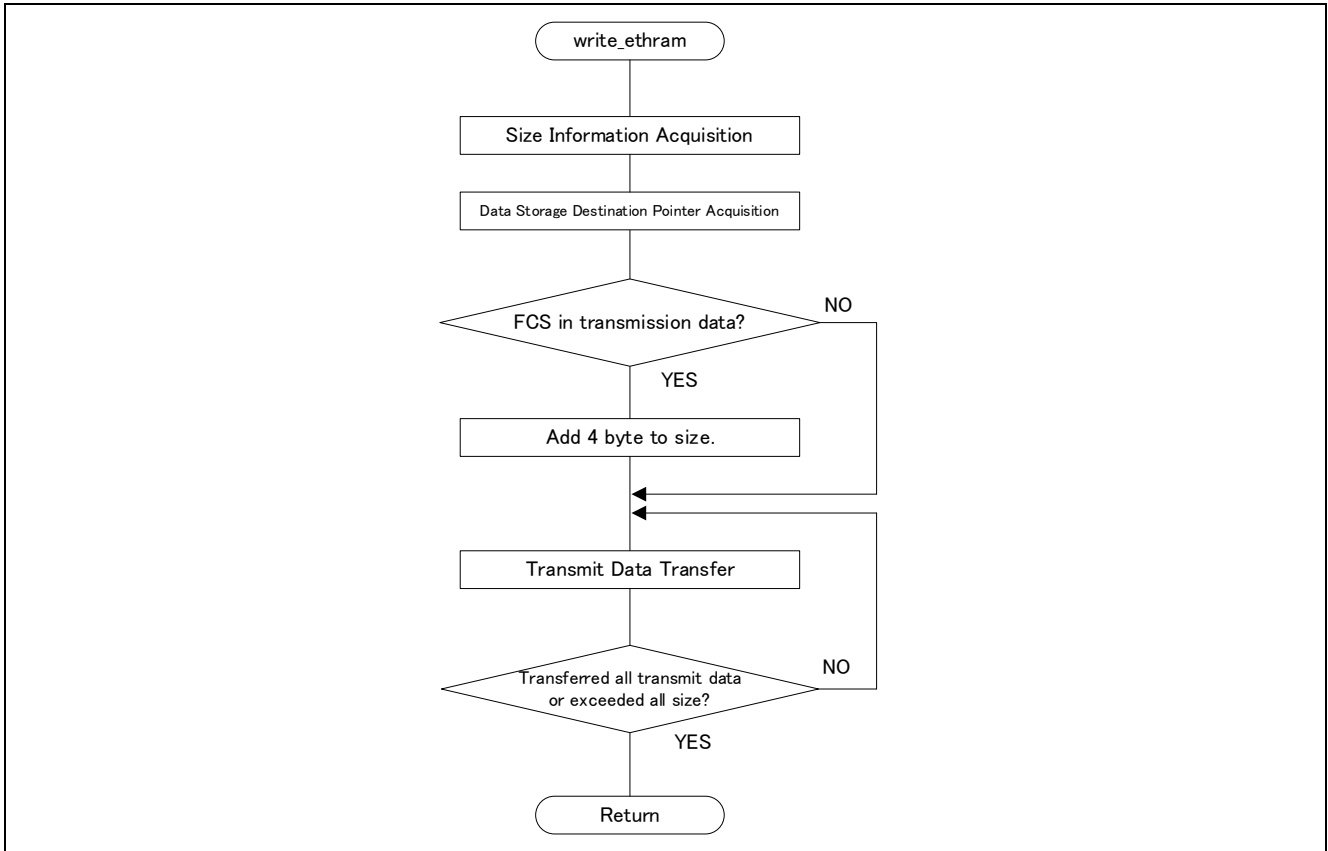 write_ethram
Size Information Acquisition
Data Storage Destination Pointer Acquisition
FCS in transmission data?
NO
YES
Add 4 byte to size.
Transmit Data Transfer
Transferred all transmit data
or exceeded all size?
NO
YES
Return